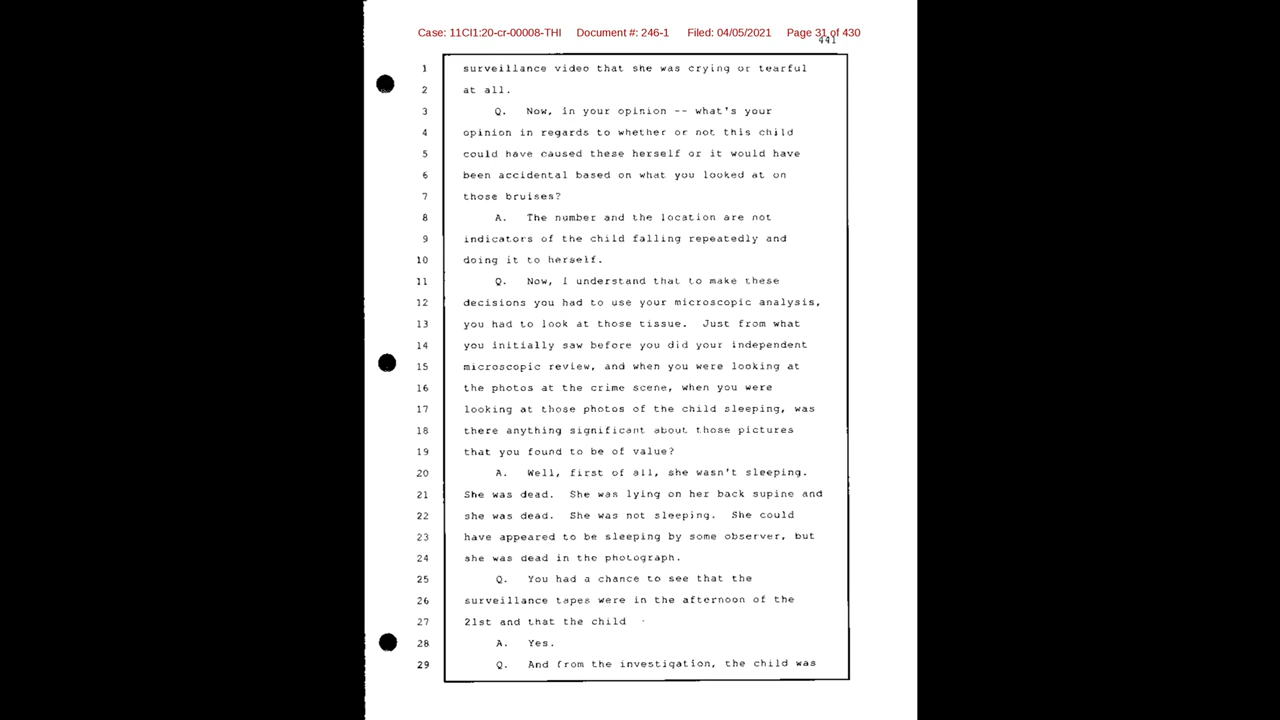 Case: 11CI1:20-cr-00008-THI Document #: 246-1 Filed: 04/05/2021 Page 31 of 430
441
1 surveillance video that she was crying or tearful
2 at all.
3 Q. Now, in your opinion -- what's your
4 opinion in regards to whether or not this child
5 could have caused these herself or it would have
6 been accidental based on what you looked at on
7 those bruises?
8 A. The number and the location are not
9 indicators of the child falling repeatedly and
10 doing it to herself.
11 Q. Now, I understand that to make these
12 decisions you had to use your microscopic analysis,
13 you had to look at those tissue. Just from what
14 you initially saw before you did your independent
15 microscopic review, and when you were looking at
16 the photos at the crime scene, when you were
17 looking at those photos of the child sleeping, was
18 there anything significant about those pictures
19 that you found to be of value?
20 A. Well, first of all, she wasn't sleeping.
21 She was dead. She was lying on her back supine and
22 she was dead. She was not sleeping. She could
23 have appeared to be sleeping by some observer, but
24 she was dead in the photograph.
25 Q. You had a chance to see that the
26 surveillance tapes were in the afternoon of the
27 21st and that the child -
28 A. Yes.
29 Q. And from the investigation, the child was